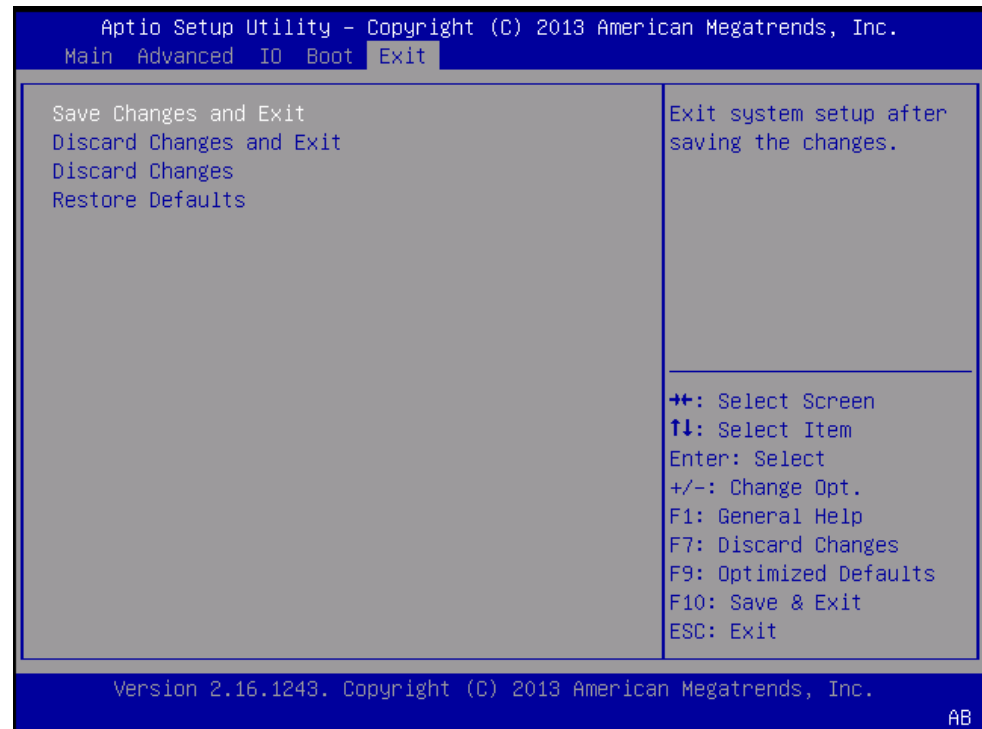 Aptio Setup Utility – Copyright (C) 2013 American Megatrends, Inc.
Main Advanced IO Boot Exit
Save Changes and Exit
Discard Changes and Exit
Discard Changes
Restore Defaults
Exit system setup after
saving the changes.
→←: Select Screen
↑↓: Select Item
Enter: Select
+/-: Change Opt.
F1: General Help
F7: Discard Changes
F9: Optimized Defaults
F10: Save & Exit
ESC: Exit
Version 2.16.1243. Copyright (C) 2013 American Megatrends, Inc.
AB